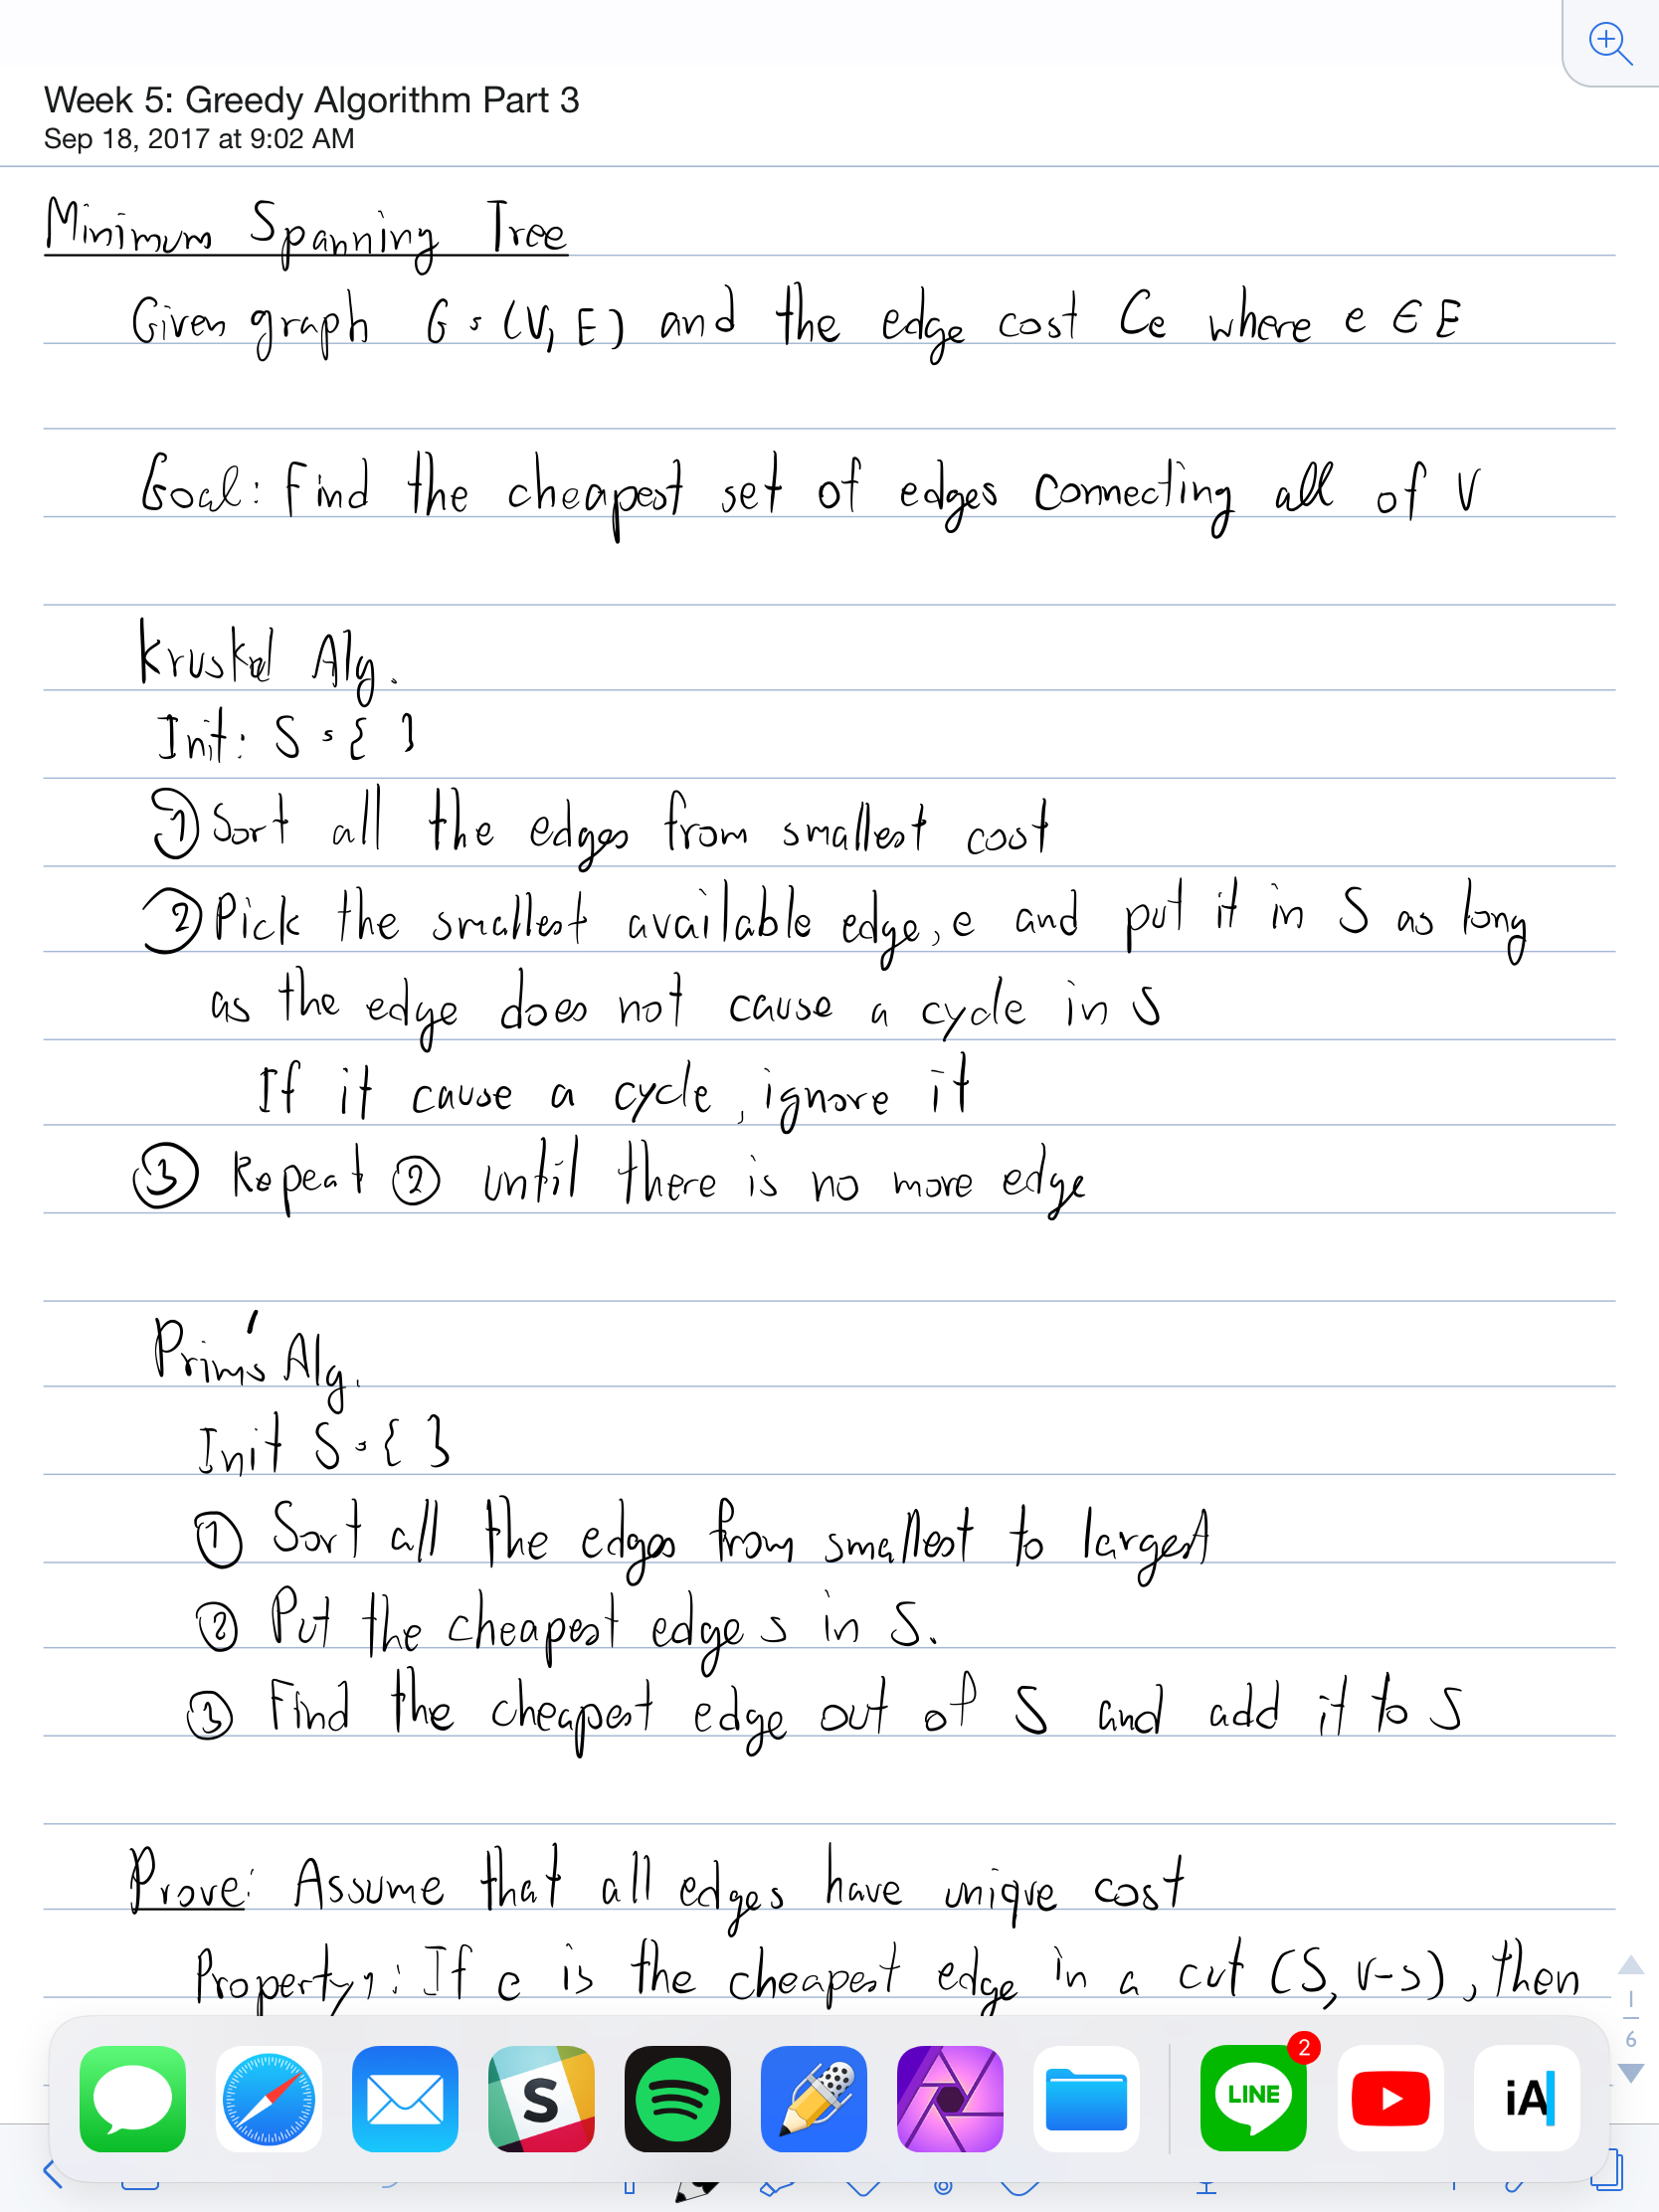 Week 5: Greedy Algorithm Part 3
Sep 18, 2017 at 9:02 AM
Minimum Spanning Tree
Given graph G = (V, E) and the edge cost Ce where e ∈ E
Goal: Find the cheapest set of edges connecting all of V
Kruskal Alg.
Init: S = { }
① Sort all the edges from smallest cost
② Pick the smallest available edge, e and put it in S as long
as the edge does not cause a cycle in S
If it cause a cycle, ignore it
③ Repeat ② until there is no more edge
Prim's Alg.
Init S = { }
① Sort all the edges from smallest to largest
② Put the cheapest edge s in S.
③ Find the cheapest edge out of S and add it to S
Prove: Assume that all edges have unique cost
Property 1: If e is the cheapest edge in a cut (S, V-S), then
1
6
S
LINE
2
iA